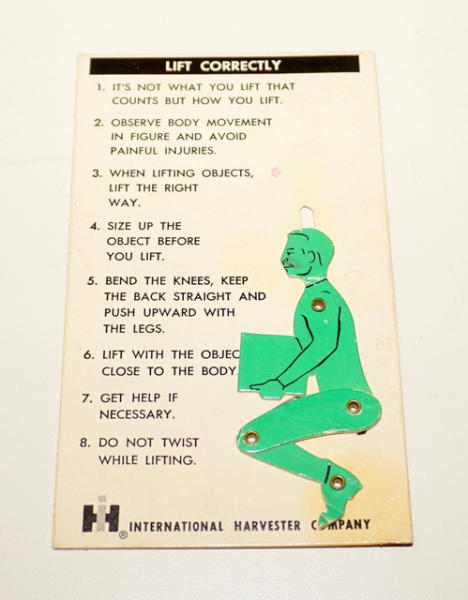 LIFT CORRECTLY
1. IT'S NOT WHAT YOU LIFT THAT
COUNTS BUT HOW YOU LIFT.
2. OBSERVE BODY MOVEMENT
IN FIGURE AND AVOID
PAINFUL INJURIES.
3. WHEN LIFTING OBJECTS,
LIFT THE RIGHT
WAY.
4. SIZE UP THE
OBJECT BEFORE
YOU LIFT.
5. BEND THE KNEES, KEEP
THE BACK STRAIGHT AND
PUSH UPWARD WITH
THE LEGS.
6. LIFT WITH THE OBJEC
CLOSE TO THE BODY.
7. GET HELP IF
NECESSARY.
8. DO NOT TWIST
WHILE LIFTING.
IH ® INTERNATIONAL HARVESTER C MPANY